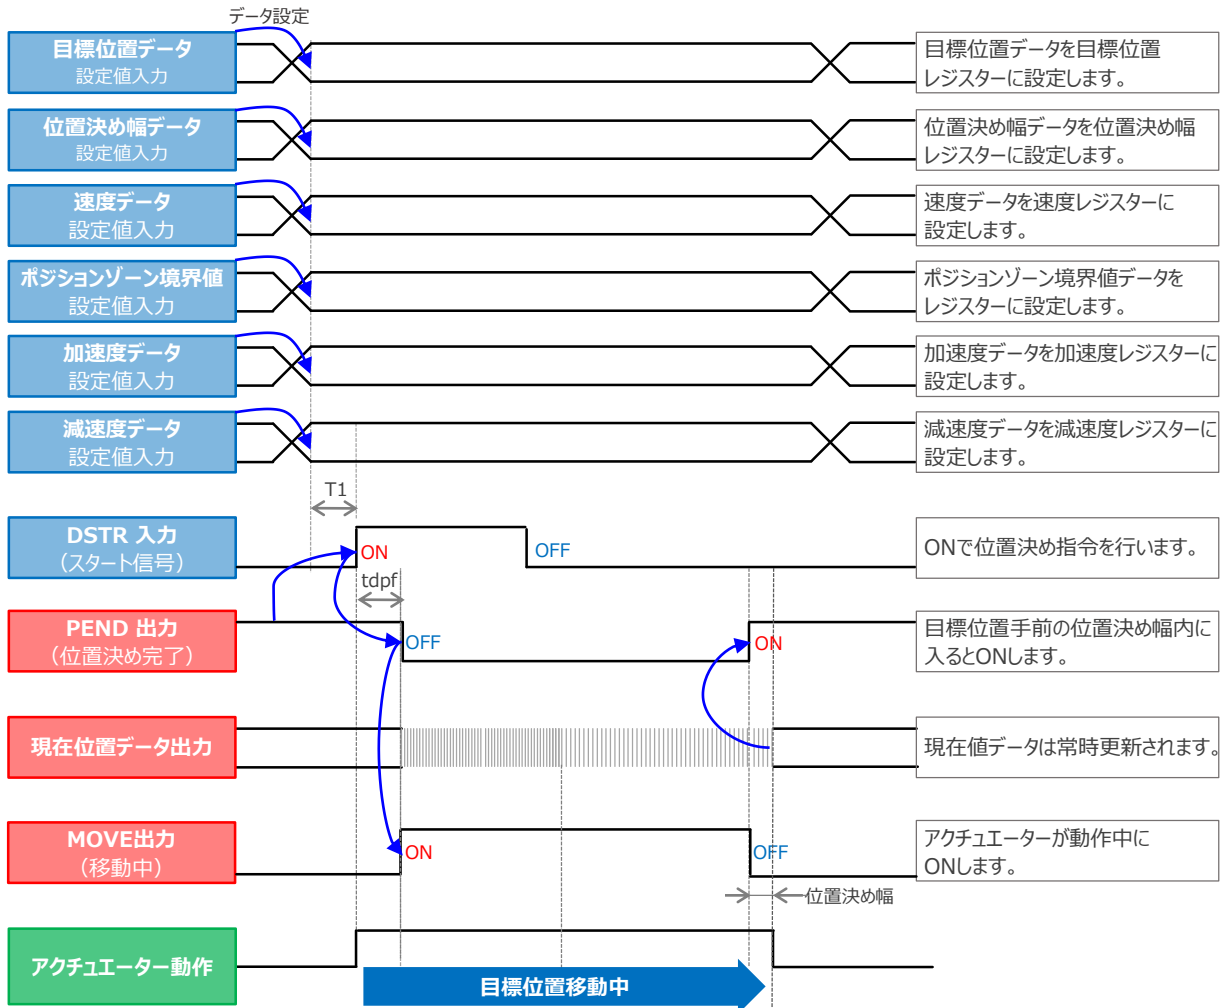 データ設定
目標位置データ
設定値入力
目標位置データを目標位置
レジスターに設定します。
位置決め幅データ
設定値入力
位置決め幅データを位置決め幅
レジスターに設定します。
速度データ
設定値入力
速度データを速度レジスターに
設定します。
ポジションゾーン境界値
設定値入力
ポジションゾーン境界値データを
レジスターに設定します。
加速度データ
設定値入力
加速度データを加速度レジスターに
設定します。
減速度データ
設定値入力
減速度データを減速度レジスターに
設定します。
T1
DSTR 入力
（スタート信号）
ON
OFF
ONで位置決め指令を行います。
tdpf
PEND 出力
（位置決め完了）
OFF
ON
目標位置手前の位置決め幅内に
入るとONします。
現在位置データ出力
現在値データは常時更新されます。
MOVE出力
（移動中）
ON
OFF
アクチュエーターが動作中に
ONします。
位置決め幅
アクチュエーター動作
目標位置移動中